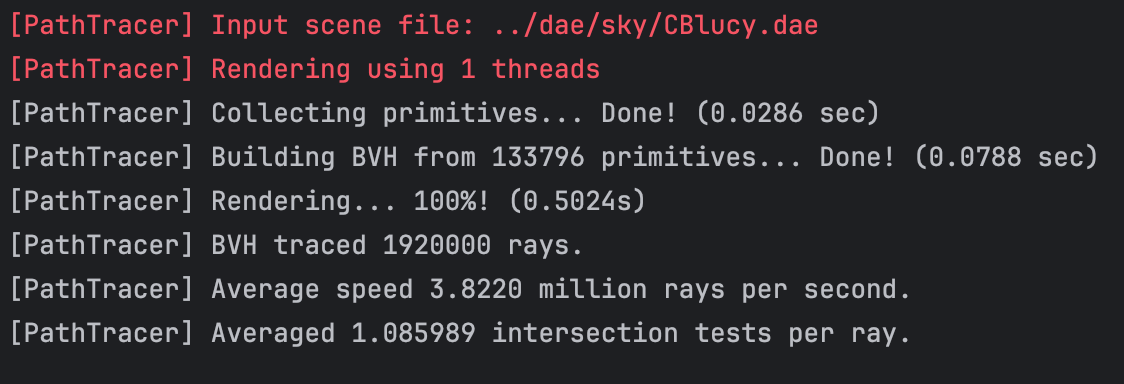 [PathTracer] Input scene file: ../dae/sky/CBlucy.dae
[PathTracer] Rendering using 1 threads
[PathTracer] Collecting primitives... Done! (0.0286 sec)
[PathTracer] Building BVH from 133796 primitives... Done! (0.0788 sec)
[PathTracer] Rendering... 100%! (0.5024s)
[PathTracer] BVH traced 1920000 rays.
[PathTracer] Average speed 3.8220 million rays per second.
[PathTracer] Averaged 1.085989 intersection tests per ray.